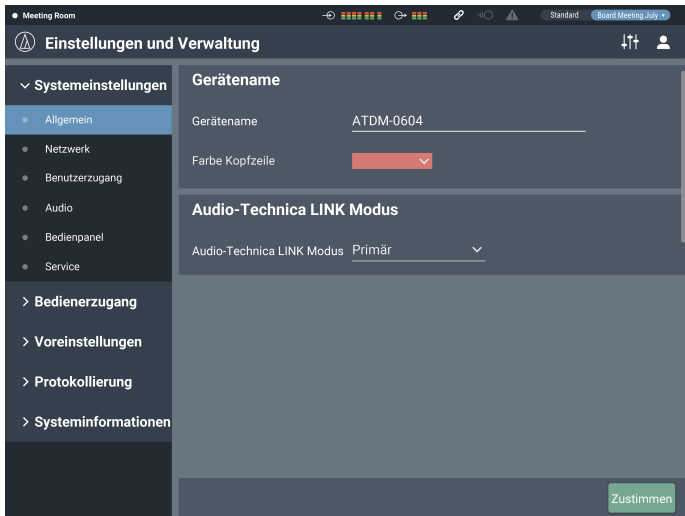 Meeting Room
Standard
Board Meeting July
Einstellungen und Verwaltung
Systemeinstellungen
Allgemein
Netzwerk
Benutzerzugang
Audio
Bedienpanel
Service
Bedienerzugang
Voreinstellungen
Protokollierung
Systeminformationen
Gerätename
Gerätename ATDM-0604
Farbe Kopfzeile
Audio-Technica LINK Modus
Audio-Technica LINK Modus Primär
Zustimmen